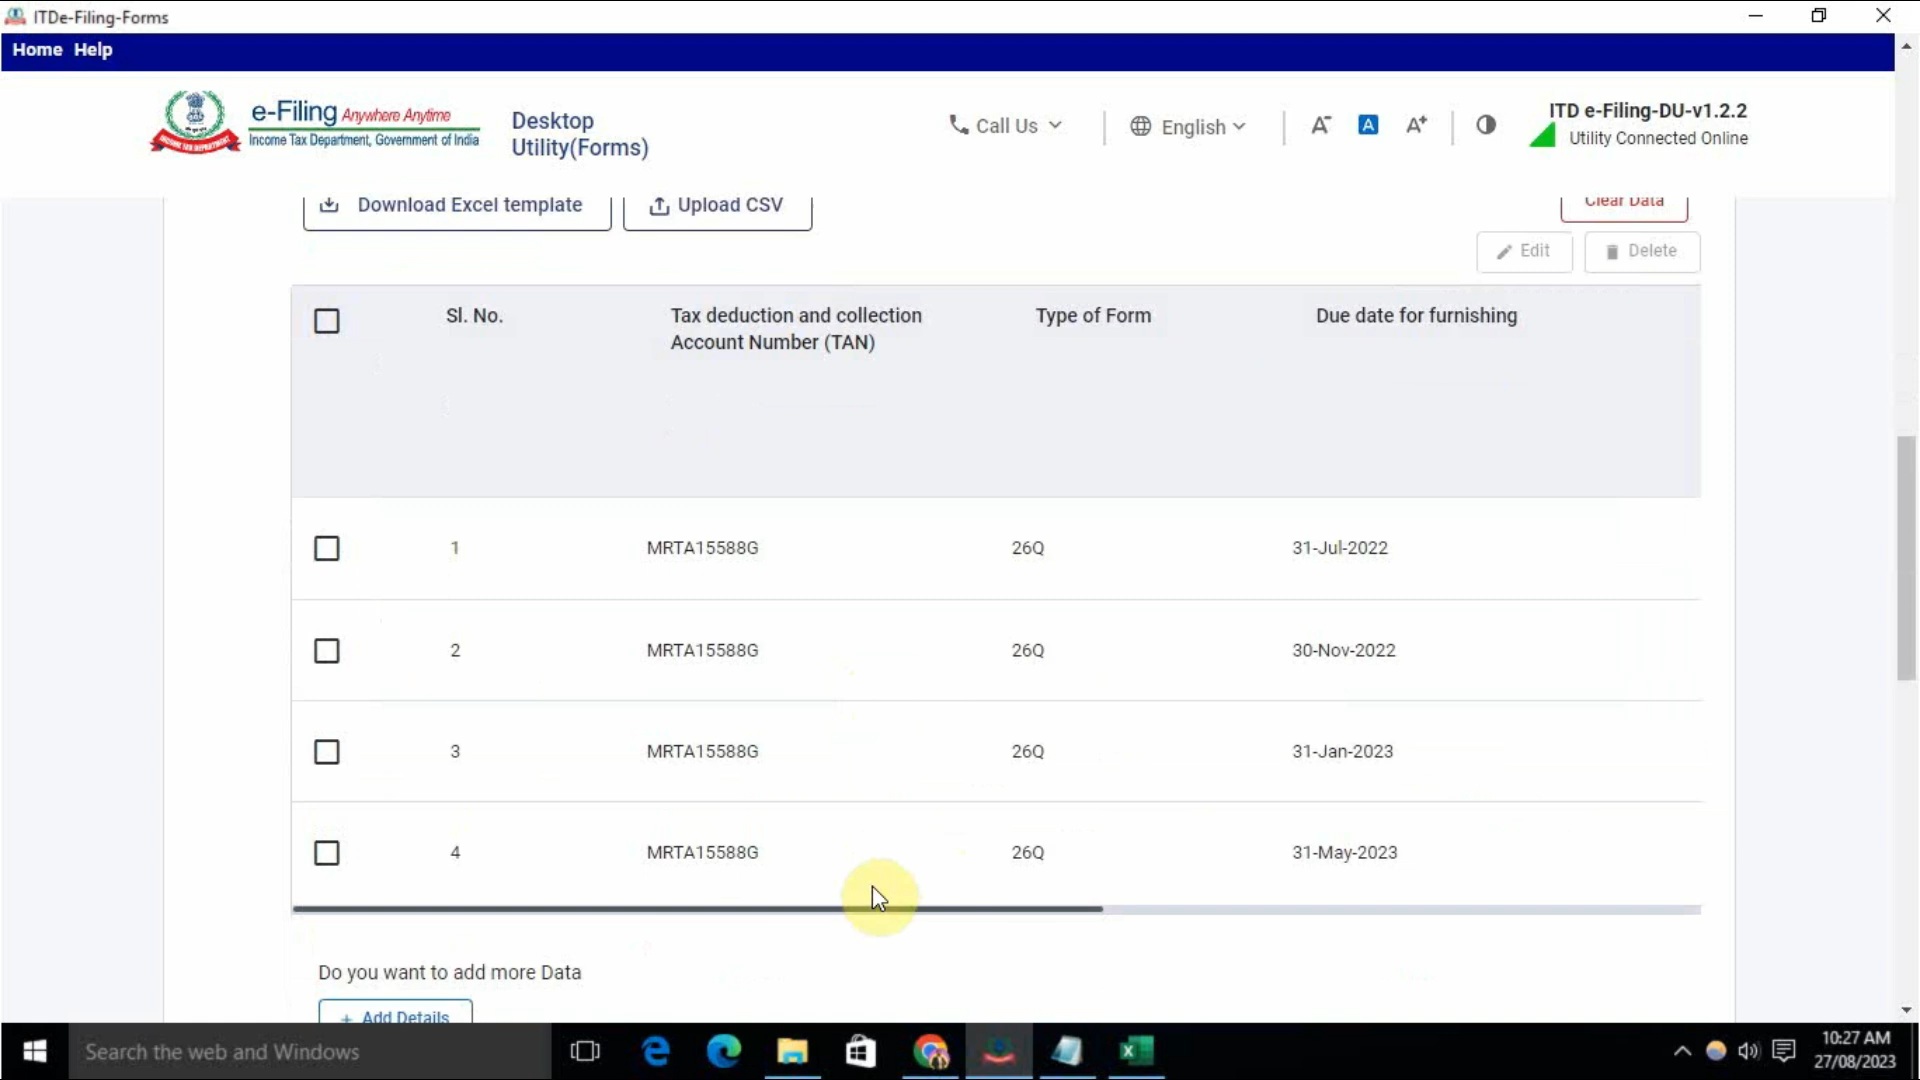 ITDe-Filing-Forms
Home Help
e-Filing Anywhere Anytime
Income Tax Department, Government of India
Desktop
Utility(Forms)
Call Us
English
A-
A
A+
ITD e-Filing-DU-v1.2.2
Utility Connected Online
Download Excel template
Upload CSV
Clear Data
Edit
Delete
Sl. No.
Tax deduction and collection
Account Number (TAN)
Type of Form
Due date for furnishing
1 MRTA15588G 26Q 31-Jul-2022
2 MRTA15588G 26Q 30-Nov-2022
3 MRTA15588G 26Q 31-Jan-2023
4 MRTA15588G 26Q 31-May-2023
Do you want to add more Data
+ Add Details
Search the web and Windows
10:27 AM
27/08/2023